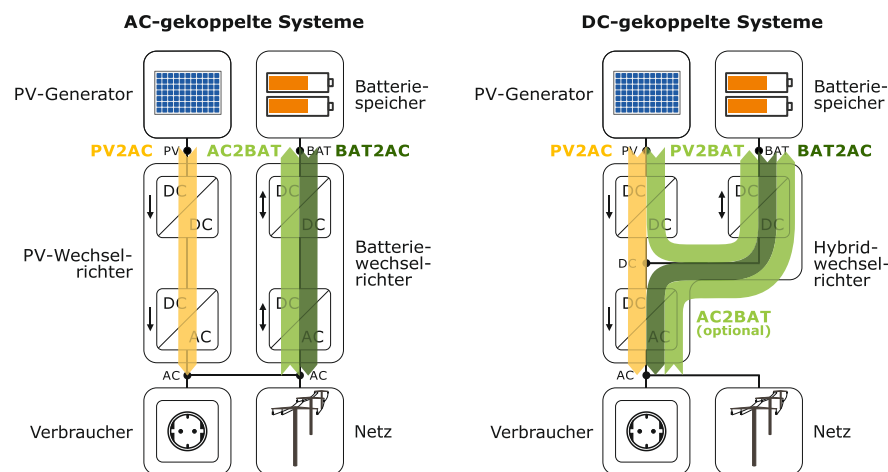 AC-gekoppelte Systeme
PV-Generator
Batterie-
speicher
PV2AC
PV
AC2BAT
BAT
BAT2AC
DC
DC
DC
DC
PV-Wechsel-
richter
Batterie-
wechsel-
richter
DC
AC
DC
AC
AC
AC
Verbraucher
Netz
DC-gekoppelte Systeme
PV-Generator
Batterie-
speicher
PV2AC
PV
PV2BAT
BAT
BAT2AC
DC
DC
DC
DC
DC
Hybrid-
wechsel-
richter
DC
AC
AC2BAT
(optional)
AC
Verbraucher
Netz